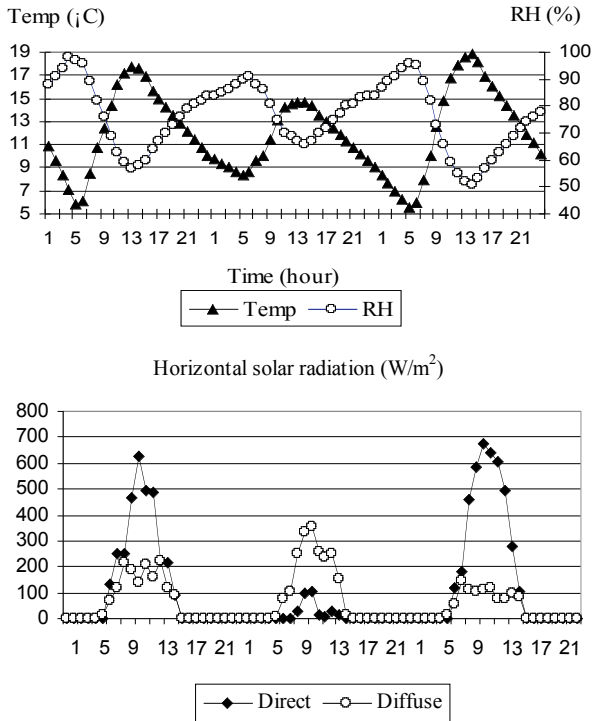 Temp (¡C) RH (%)
19 100
17 90
15 80
13 70
11 60
9 50
7 40
5
1 5 9 13 17 21 1 5 9 13 17 21 1 5 9 13 17 21
Time (hour)
Temp RH
Horizontal solar radiation (W/m²)
800
700
600
500
400
300
200
100
0
1 5 9 13 17 21 1 5 9 13 17 21 1 5 9 13 17 21
Direct Diffuse